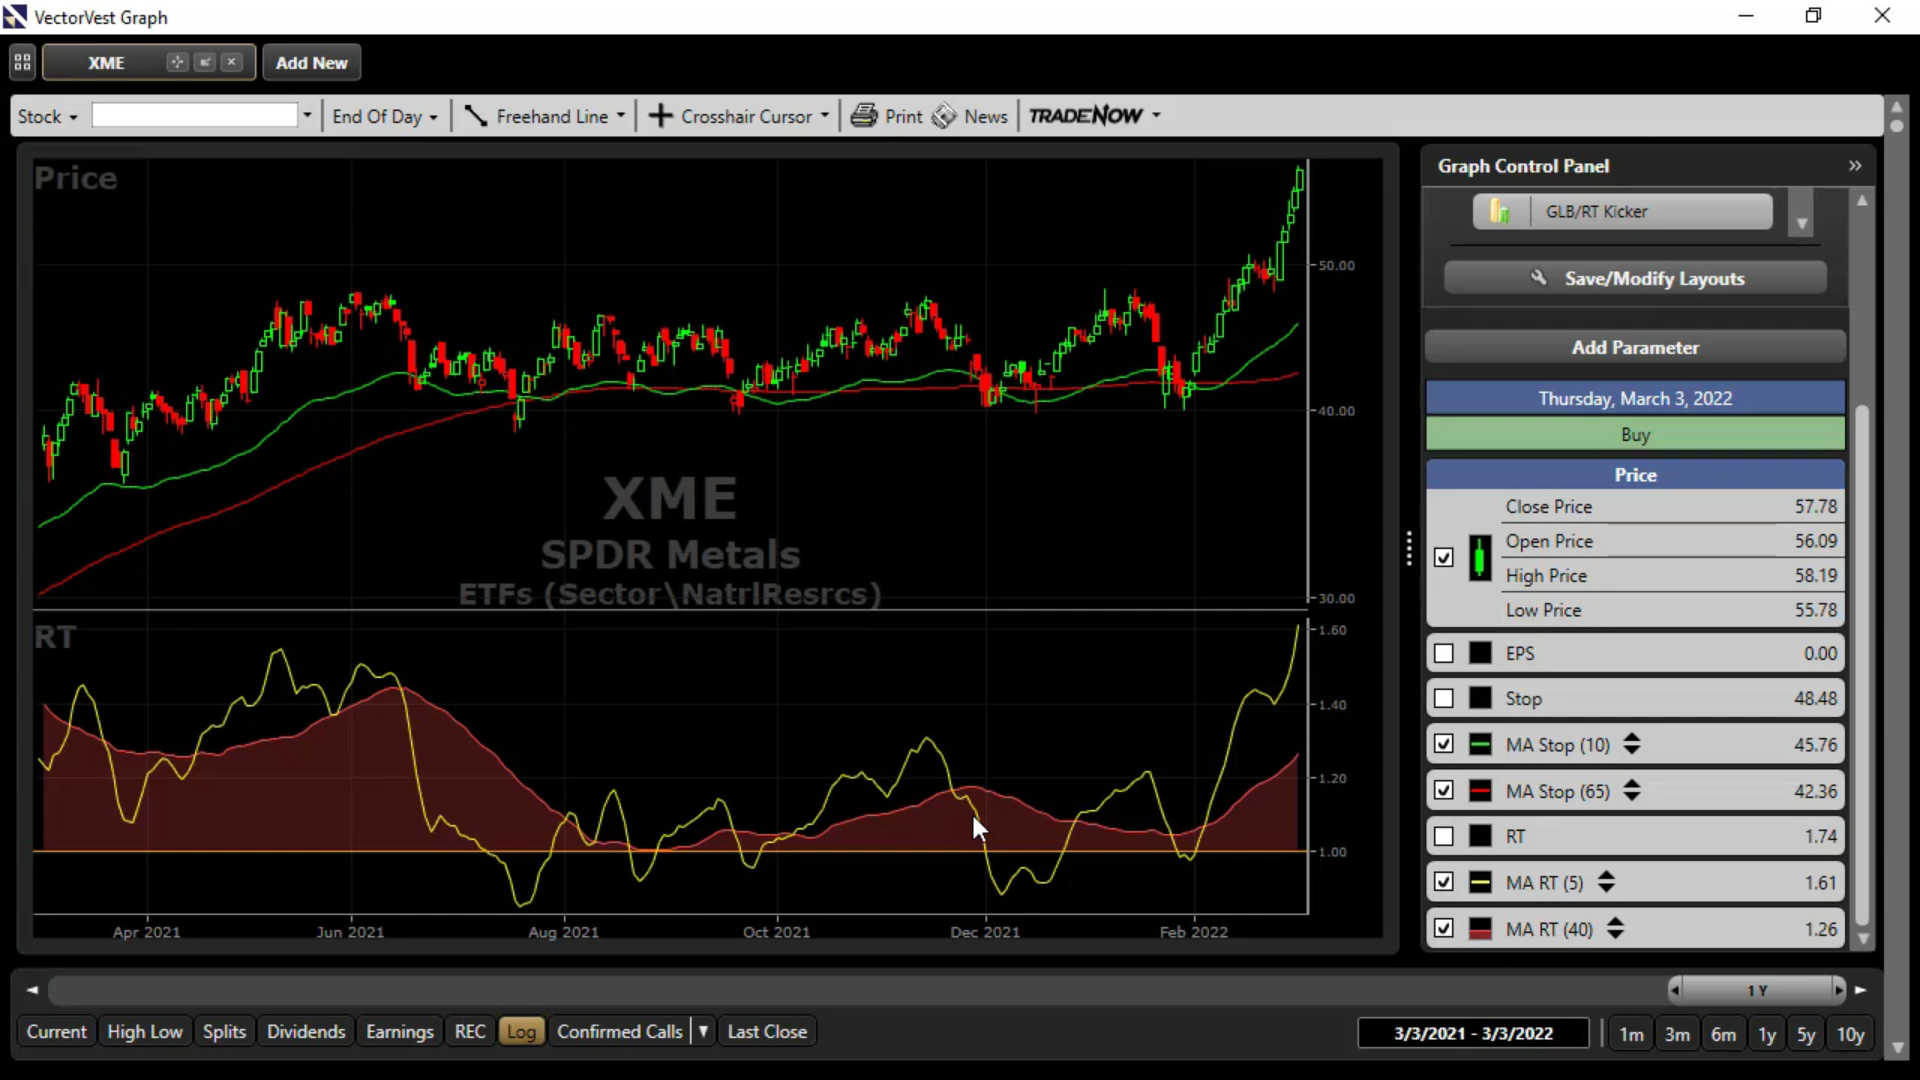 VectorVest Graph
XME
Add New
Stock
End Of Day
Freehand Line
Crosshair Cursor
Print
News
TRADENOW
Price
50.00
40.00
30.00
XME
SPDR Metals
ETFs (Sector\NatrlResrcs)
RT
1.60
1.40
1.20
1.00
Apr 2021
Jun 2021
Aug 2021
Oct 2021
Dec 2021
Feb 2022
Graph Control Panel
GLB/RT Kicker
Save/Modify Layouts
Add Parameter
Thursday, March 3, 2022
Buy
Price
Close Price 57.78
Open Price 56.09
High Price 58.19
Low Price 55.78
EPS 0.00
Stop 48.48
MA Stop (10) 45.76
MA Stop (65) 42.36
RT 1.74
MA RT (5) 1.61
MA RT (40) 1.26
1 Y
Current
High Low
Splits
Dividends
Earnings
REC
Log
Confirmed Calls
Last Close
3/3/2021 - 3/3/2022
1m
3m
6m
1y
5y
10y